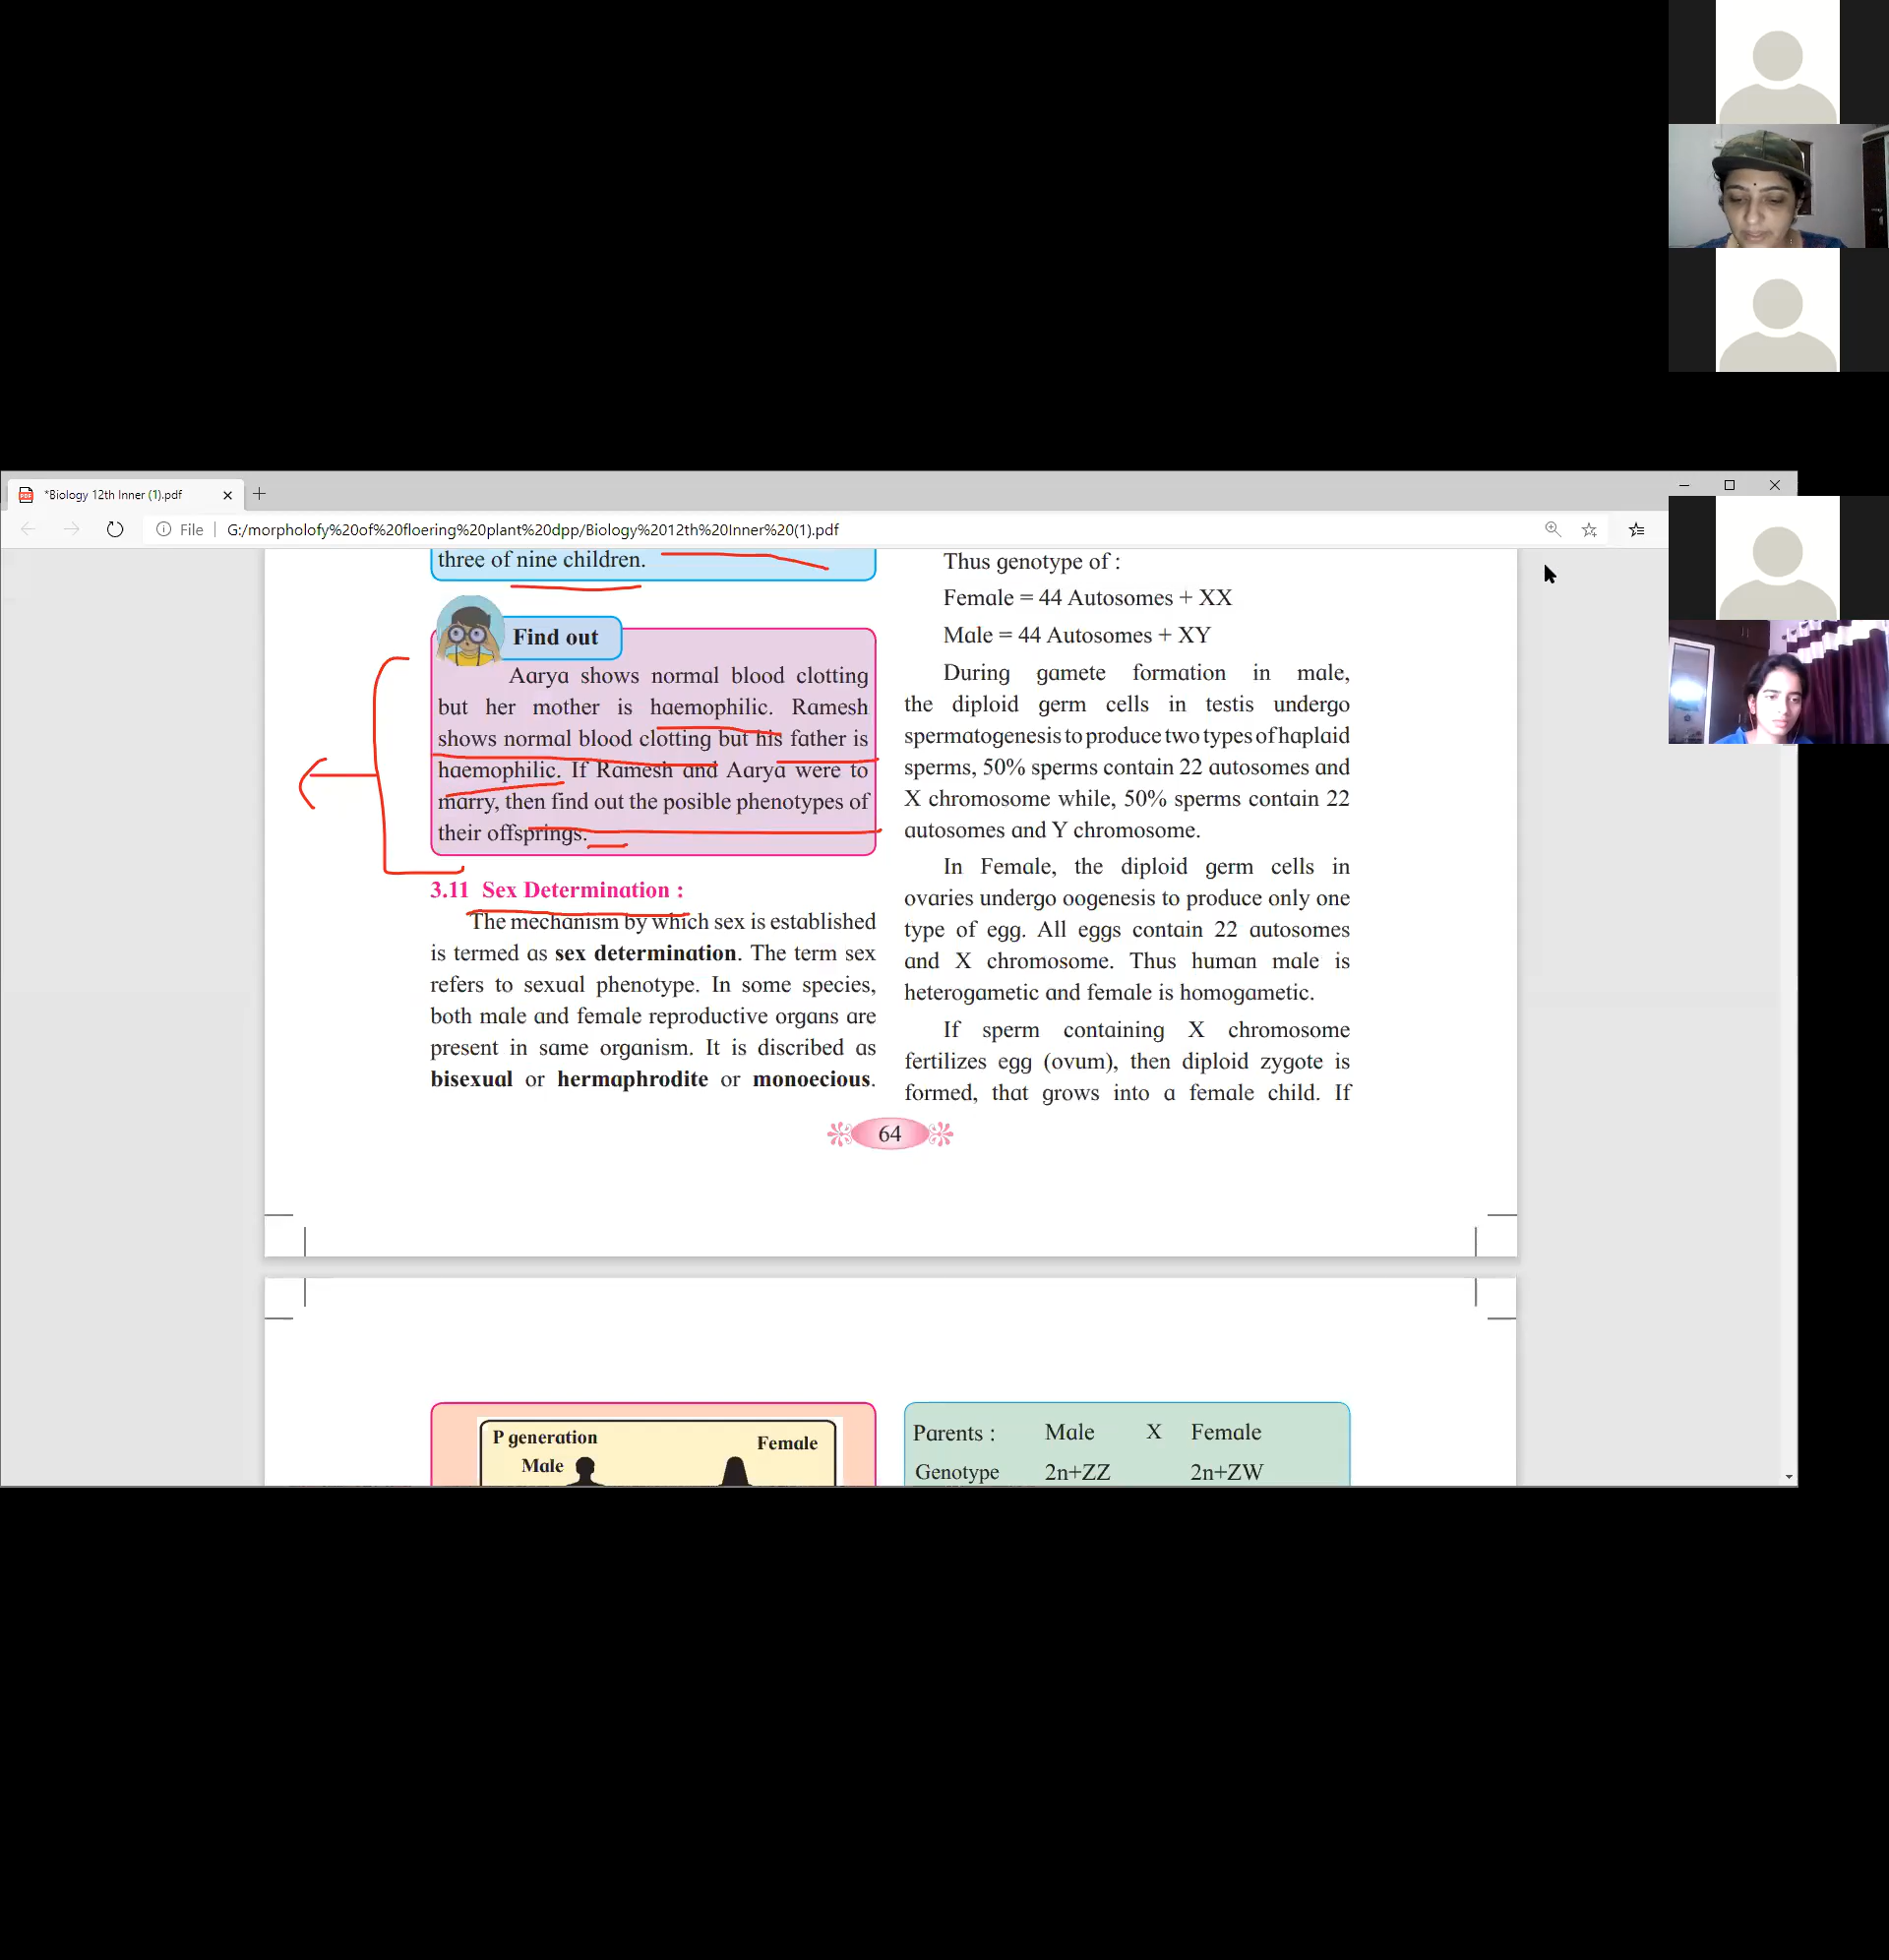 *Biology 12th Inner (1).pdf
File | G:/morpholofy%20of%20floering%20plant%20dpp/Biology%2012th%20Inner%20(1).pdf
three of nine children.
Find out
Aarya shows normal blood clotting
but her mother is haemophilic. Ramesh
shows normal blood clotting but his father is
haemophilic. If Ramesh and Aarya were to
marry, then find out the posible phenotypes of
their offsprings.
3.11 Sex Determination :
The mechanism by which sex is established
is termed as sex determination. The term sex
refers to sexual phenotype. In some species,
both male and female reproductive organs are
present in same organism. It is discribed as
bisexual or hermaphrodite or monoecious.
Thus genotype of :
Female = 44 Autosomes + XX
Male = 44 Autosomes + XY
During gamete formation in male,
the diploid germ cells in testis undergo
spermatogenesis to produce two types of haplaid
sperms, 50% sperms contain 22 autosomes and
X chromosome while, 50% sperms contain 22
autosomes and Y chromosome.
In Female, the diploid germ cells in
ovaries undergo oogenesis to produce only one
type of egg. All eggs contain 22 autosomes
and X chromosome. Thus human male is
heterogametic and female is homogametic.
If sperm containing X chromosome
fertilizes egg (ovum), then diploid zygote is
formed, that grows into a female child. If
64
P generation
Male
Female
Parents : Male X Female
Genotype 2n+ZZ 2n+ZW